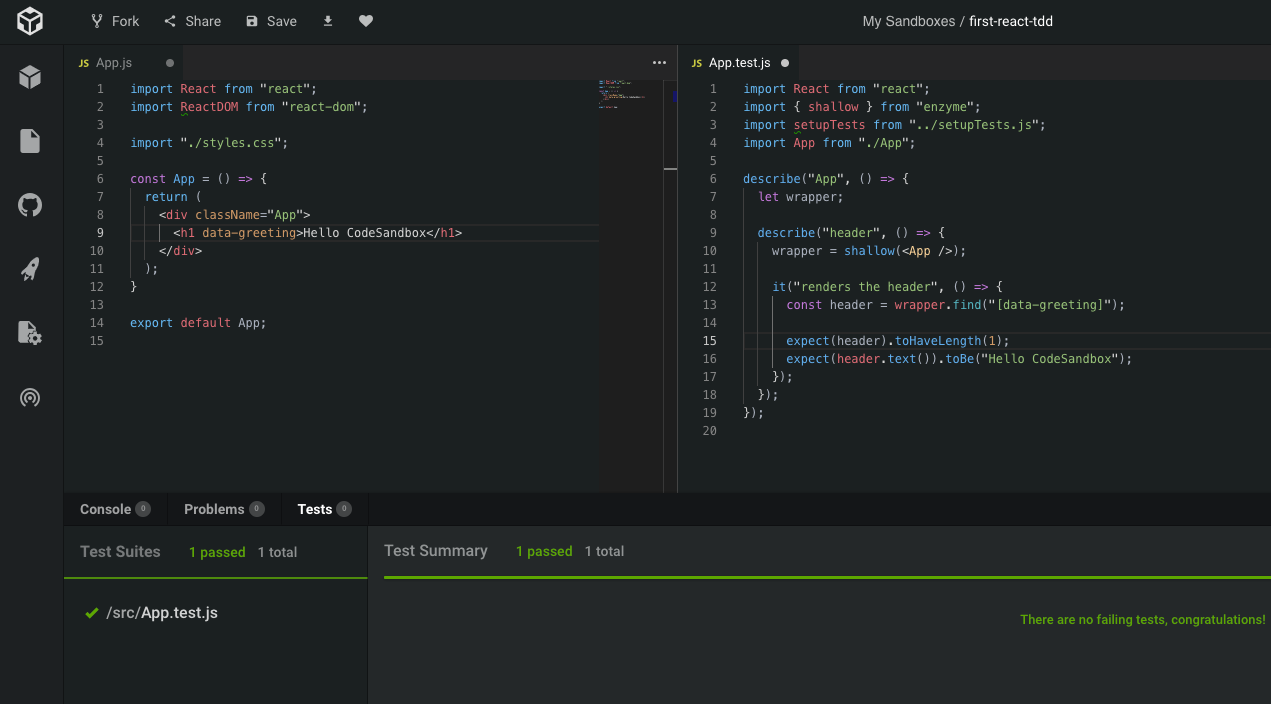 Fork Share Save My Sandboxes / first-react-tdd
JS App.js
1 import React from "react";
2 import ReactDOM from "react-dom";
3
4 import "./styles.css";
5
6 const App = () => {
7 return (
8 <div className="App">
9 <h1 data-greeting>Hello CodeSandbox</h1>
10 </div>
11 );
12 }
13
14 export default App;
15
JS App.test.js
1 import React from "react";
2 import { shallow } from "enzyme";
3 import setupTests from "../setupTests.js";
4 import App from "./App";
5
6 describe("App", () => {
7 let wrapper;
8
9 describe("header", () => {
10 wrapper = shallow(<App />);
11
12 it("renders the header", () => {
13 const header = wrapper.find("[data-greeting]");
14
15 expect(header).toHaveLength(1);
16 expect(header.text()).toBe("Hello CodeSandbox");
17 });
18 });
19 });
20
Console 0 Problems 0 Tests 0
Test Suites 1 passed 1 total
/src/App.test.js
Test Summary 1 passed 1 total
There are no failing tests, congratulations!